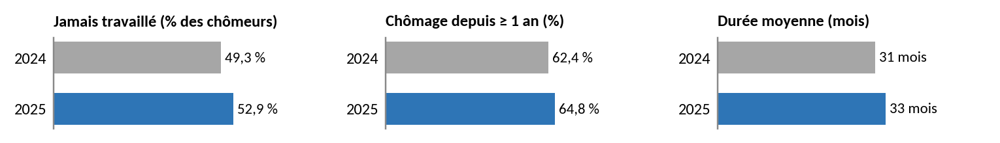 Jamais travaillé (% des chômeurs)
2024 49,3 %
2025 52,9 %
Chômage depuis ≥ 1 an (%)
2024 62,4 %
2025 64,8 %
Durée moyenne (mois)
2024 31 mois
2025 33 mois